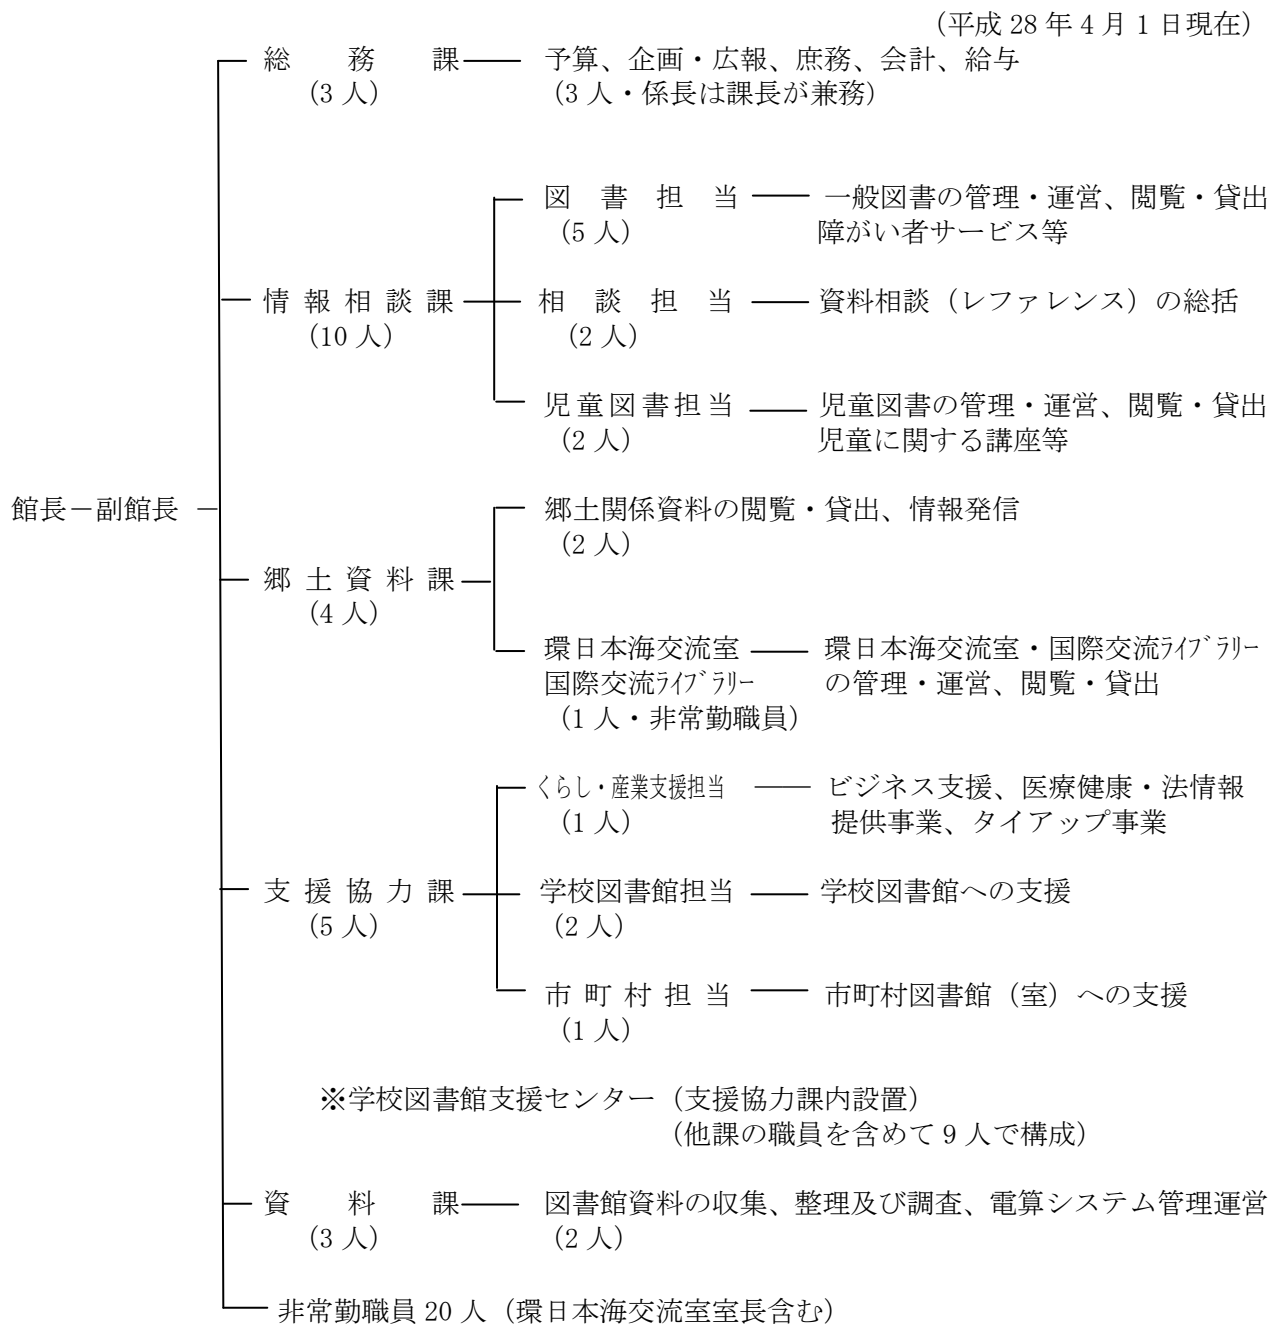 (平成 28 年 4 月 1 日現在)
総務課 予算、企画・広報、庶務、会計、給与
(3 人) (3 人・係長は課長が兼務)
図書担当 一般図書の管理・運営、閲覧・貸出
(5 人) 障がい者サービス等
情報相談課 相談担当 資料相談(レファレンス)の総括
(10 人) (2 人)
児童図書担当 児童図書の管理・運営、閲覧・貸出
(2 人) 児童に関する講座等
館長-副館長 郷土関係資料の閲覧・貸出、情報発信
(2 人)
郷土資料課
(4 人)
環日本海交流室 環日本海交流室・国際交流ライブラリー
国際交流ライブラリー の管理・運営、閲覧・貸出
(1 人・非常勤職員)
くらし・産業支援担当 ビジネス支援、医療健康・法情報
(1 人) 提供事業、タイアップ事業
支援協力課 学校図書館担当 学校図書館への支援
(5 人) (2 人)
市町村担当 市町村図書館(室)への支援
(1 人)
※学校図書館支援センター(支援協力課内設置)
(他課の職員を含めて 9 人で構成)
資料課 図書館資料の収集、整理及び調査、電算システム管理運営
(3 人) (2 人)
非常勤職員 20 人(環日本海交流室室長含む)